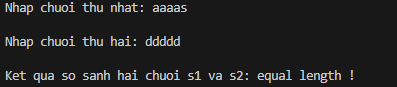 Nhap chuoi thu nhat: aaaas
Nhap chuoi thu hai: ddddd
Ket qua so sanh hai chuoi s1 va s2: equal length !